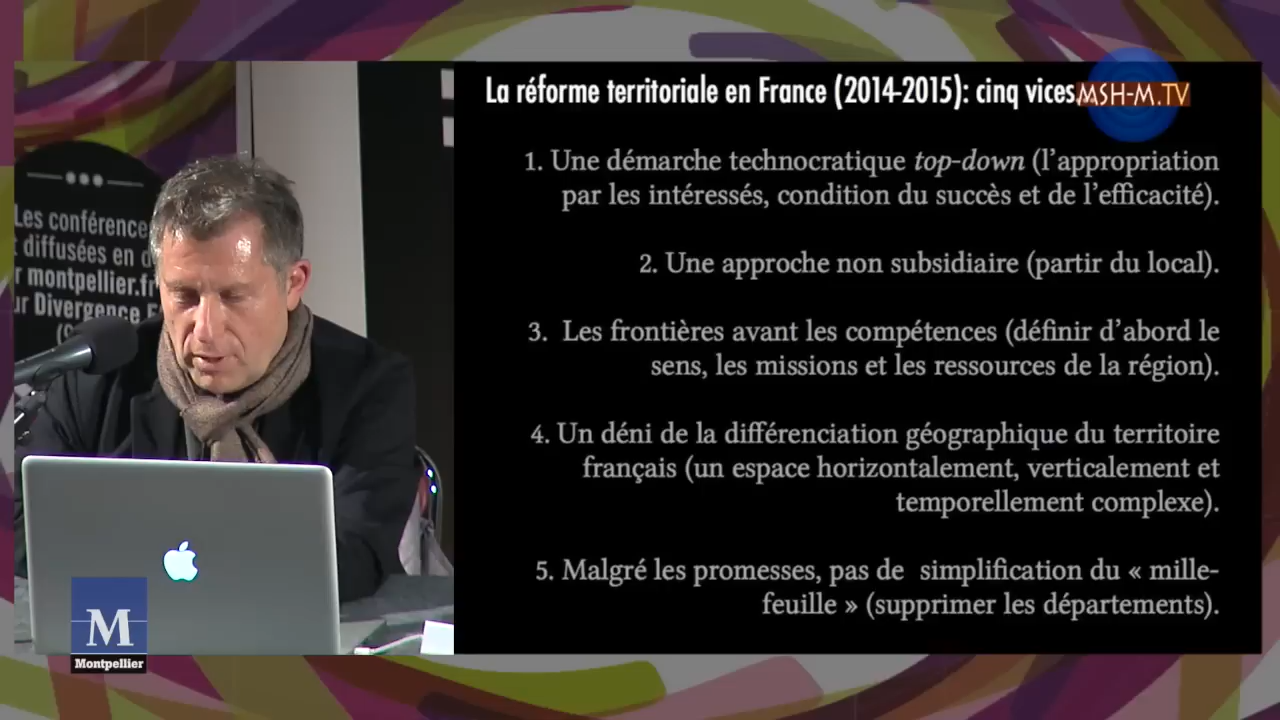 La réforme territoriale en France (2014-2015): cinq vices
MSH-M.TV
1. Une démarche technocratique top-down (l’appropriation
par les intéressés, condition du succès et de l’efficacité).
2. Une approche non subsidiaire (partir du local).
3. Les frontières avant les compétences (définir d’abord le
sens, les missions et les ressources de la région).
4. Un déni de la différenciation géographique du territoire
français (un espace horizontalement, verticalement et
temporellement complexe).
5. Malgré les promesses, pas de simplification du « mille-
feuille » (supprimer les départements).
Les conférence
diffusées en d
montpellier.fr
ur Divergence F
M
Montpellier